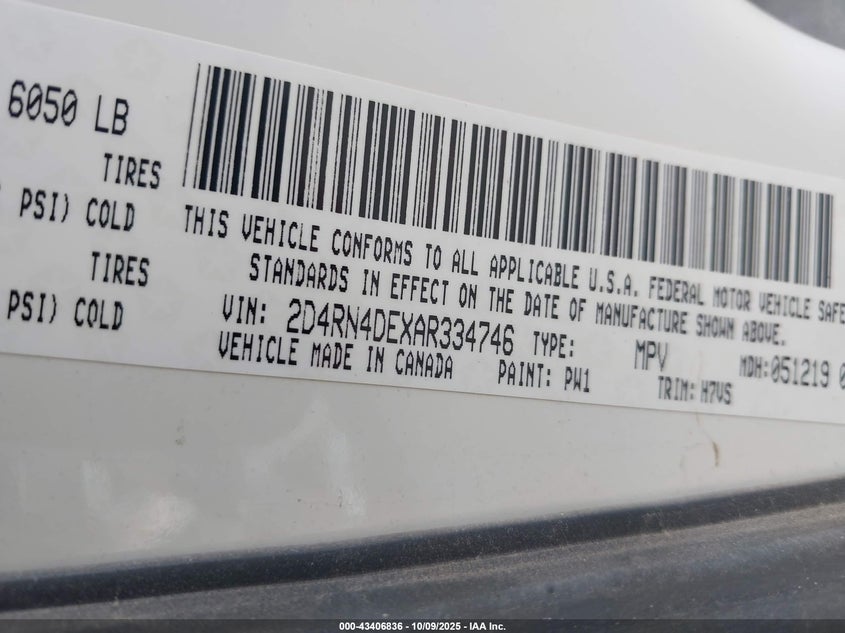 6050 LB
TIRES
PSI) COLD
TIRES
PSI) COLD
THIS VEHICLE CONFORMS TO ALL APPLICABLE U.S.A. FEDERAL MOTOR VEHICLE SAFE
STANDARDS IN EFFECT ON THE DATE OF MANUFACTURE SHOWN ABOVE.
VIN: 2D4RN4DEXAR334746 TYPE: MPV MDH:051219 0
VEHICLE MADE IN CANADA PAINT: PW1 TRIM: H7VS
000-43406836 - 10/09/2025 - IAA Inc.